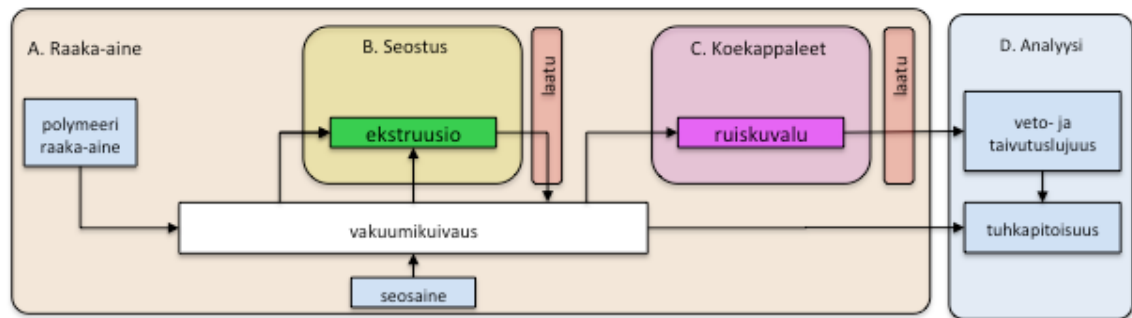 A. Raaka-aine
B. Seostus
laatu
C. Koekappaleet
laatu
D. Analyysi
polymeeri
raaka-aine
ekstruusio
ruiskuvalu
veto- ja
taivutuslujuus
vakuumikuivaus
tuhkapitoisuus
seosaine